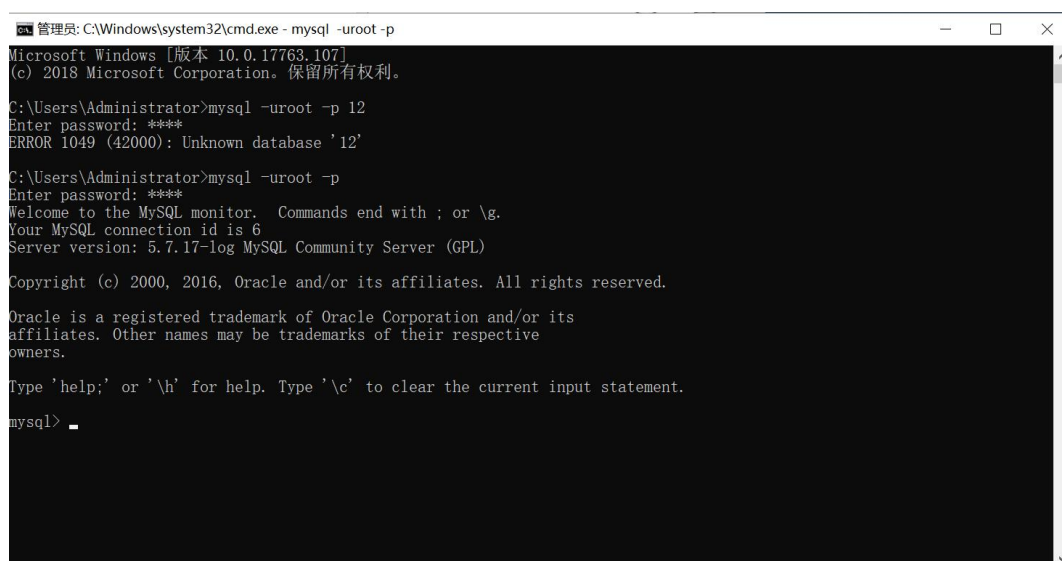 管理员: C:\Windows\system32\cmd.exe - mysql -uroot -p
Microsoft Windows [版本 10.0.17763.107]
(c) 2018 Microsoft Corporation。保留所有权利。
C:\Users\Administrator>mysql -uroot -p 12
Enter password: ****
ERROR 1049 (42000): Unknown database '12'
C:\Users\Administrator>mysql -uroot -p
Enter password: ****
Welcome to the MySQL monitor.  Commands end with ; or \g.
Your MySQL connection id is 6
Server version: 5.7.17-log MySQL Community Server (GPL)
Copyright (c) 2000, 2016, Oracle and/or its affiliates. All rights reserved.
Oracle is a registered trademark of Oracle Corporation and/or its
affiliates. Other names may be trademarks of their respective
owners.
Type 'help;' or '\h' for help. Type '\c' to clear the current input statement.
mysql>